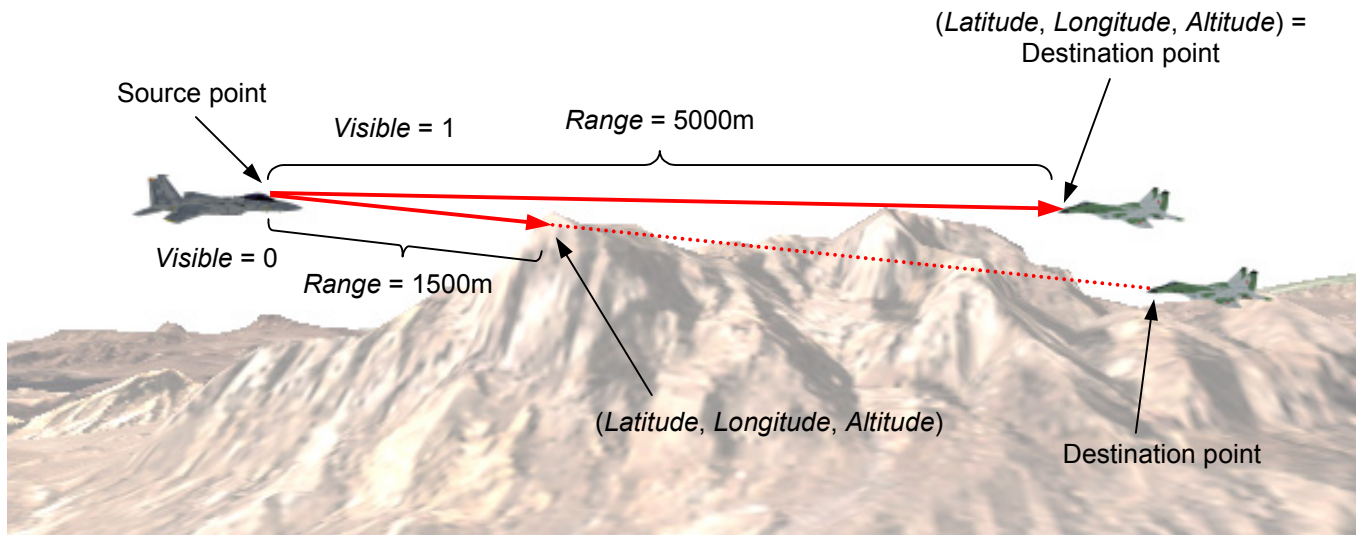 (Latitude, Longitude, Altitude) =
Destination point
Source point
Visible = 1
Range = 5000m
Visible = 0
Range = 1500m
(Latitude, Longitude, Altitude)
Destination point